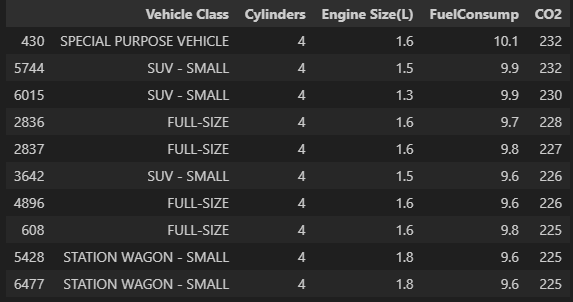 Vehicle Class Cylinders Engine Size(L) FuelConsump CO2
430 SPECIAL PURPOSE VEHICLE 4 1.6 10.1 232
5744 SUV - SMALL 4 1.5 9.9 232
6015 SUV - SMALL 4 1.3 9.9 230
2836 FULL-SIZE 4 1.6 9.7 228
2837 FULL-SIZE 4 1.6 9.8 227
3642 SUV - SMALL 4 1.5 9.6 226
4896 FULL-SIZE 4 1.6 9.6 226
608 FULL-SIZE 4 1.6 9.8 225
5428 STATION WAGON - SMALL 4 1.8 9.6 225
6477 STATION WAGON - SMALL 4 1.8 9.6 225